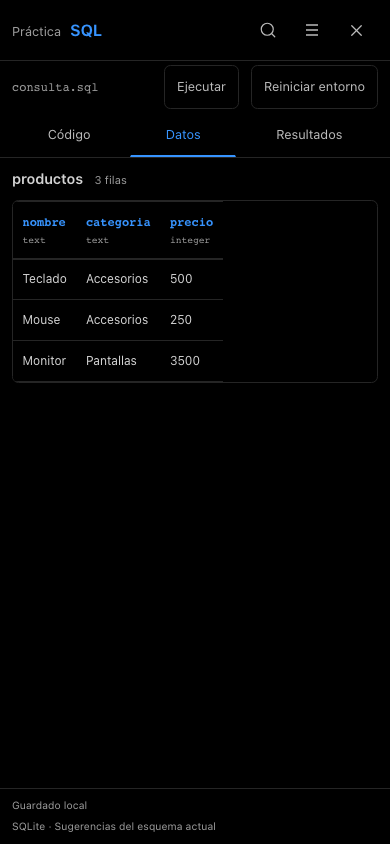 Práctica SQL
consulta.sql Ejecutar Reiniciar entorno
Código Datos Resultados
productos 3 filas
nombre categoria precio
text text integer
Teclado Accesorios 500
Mouse Accesorios 250
Monitor Pantallas 3500
Guardado local
SQLite · Sugerencias del esquema actual